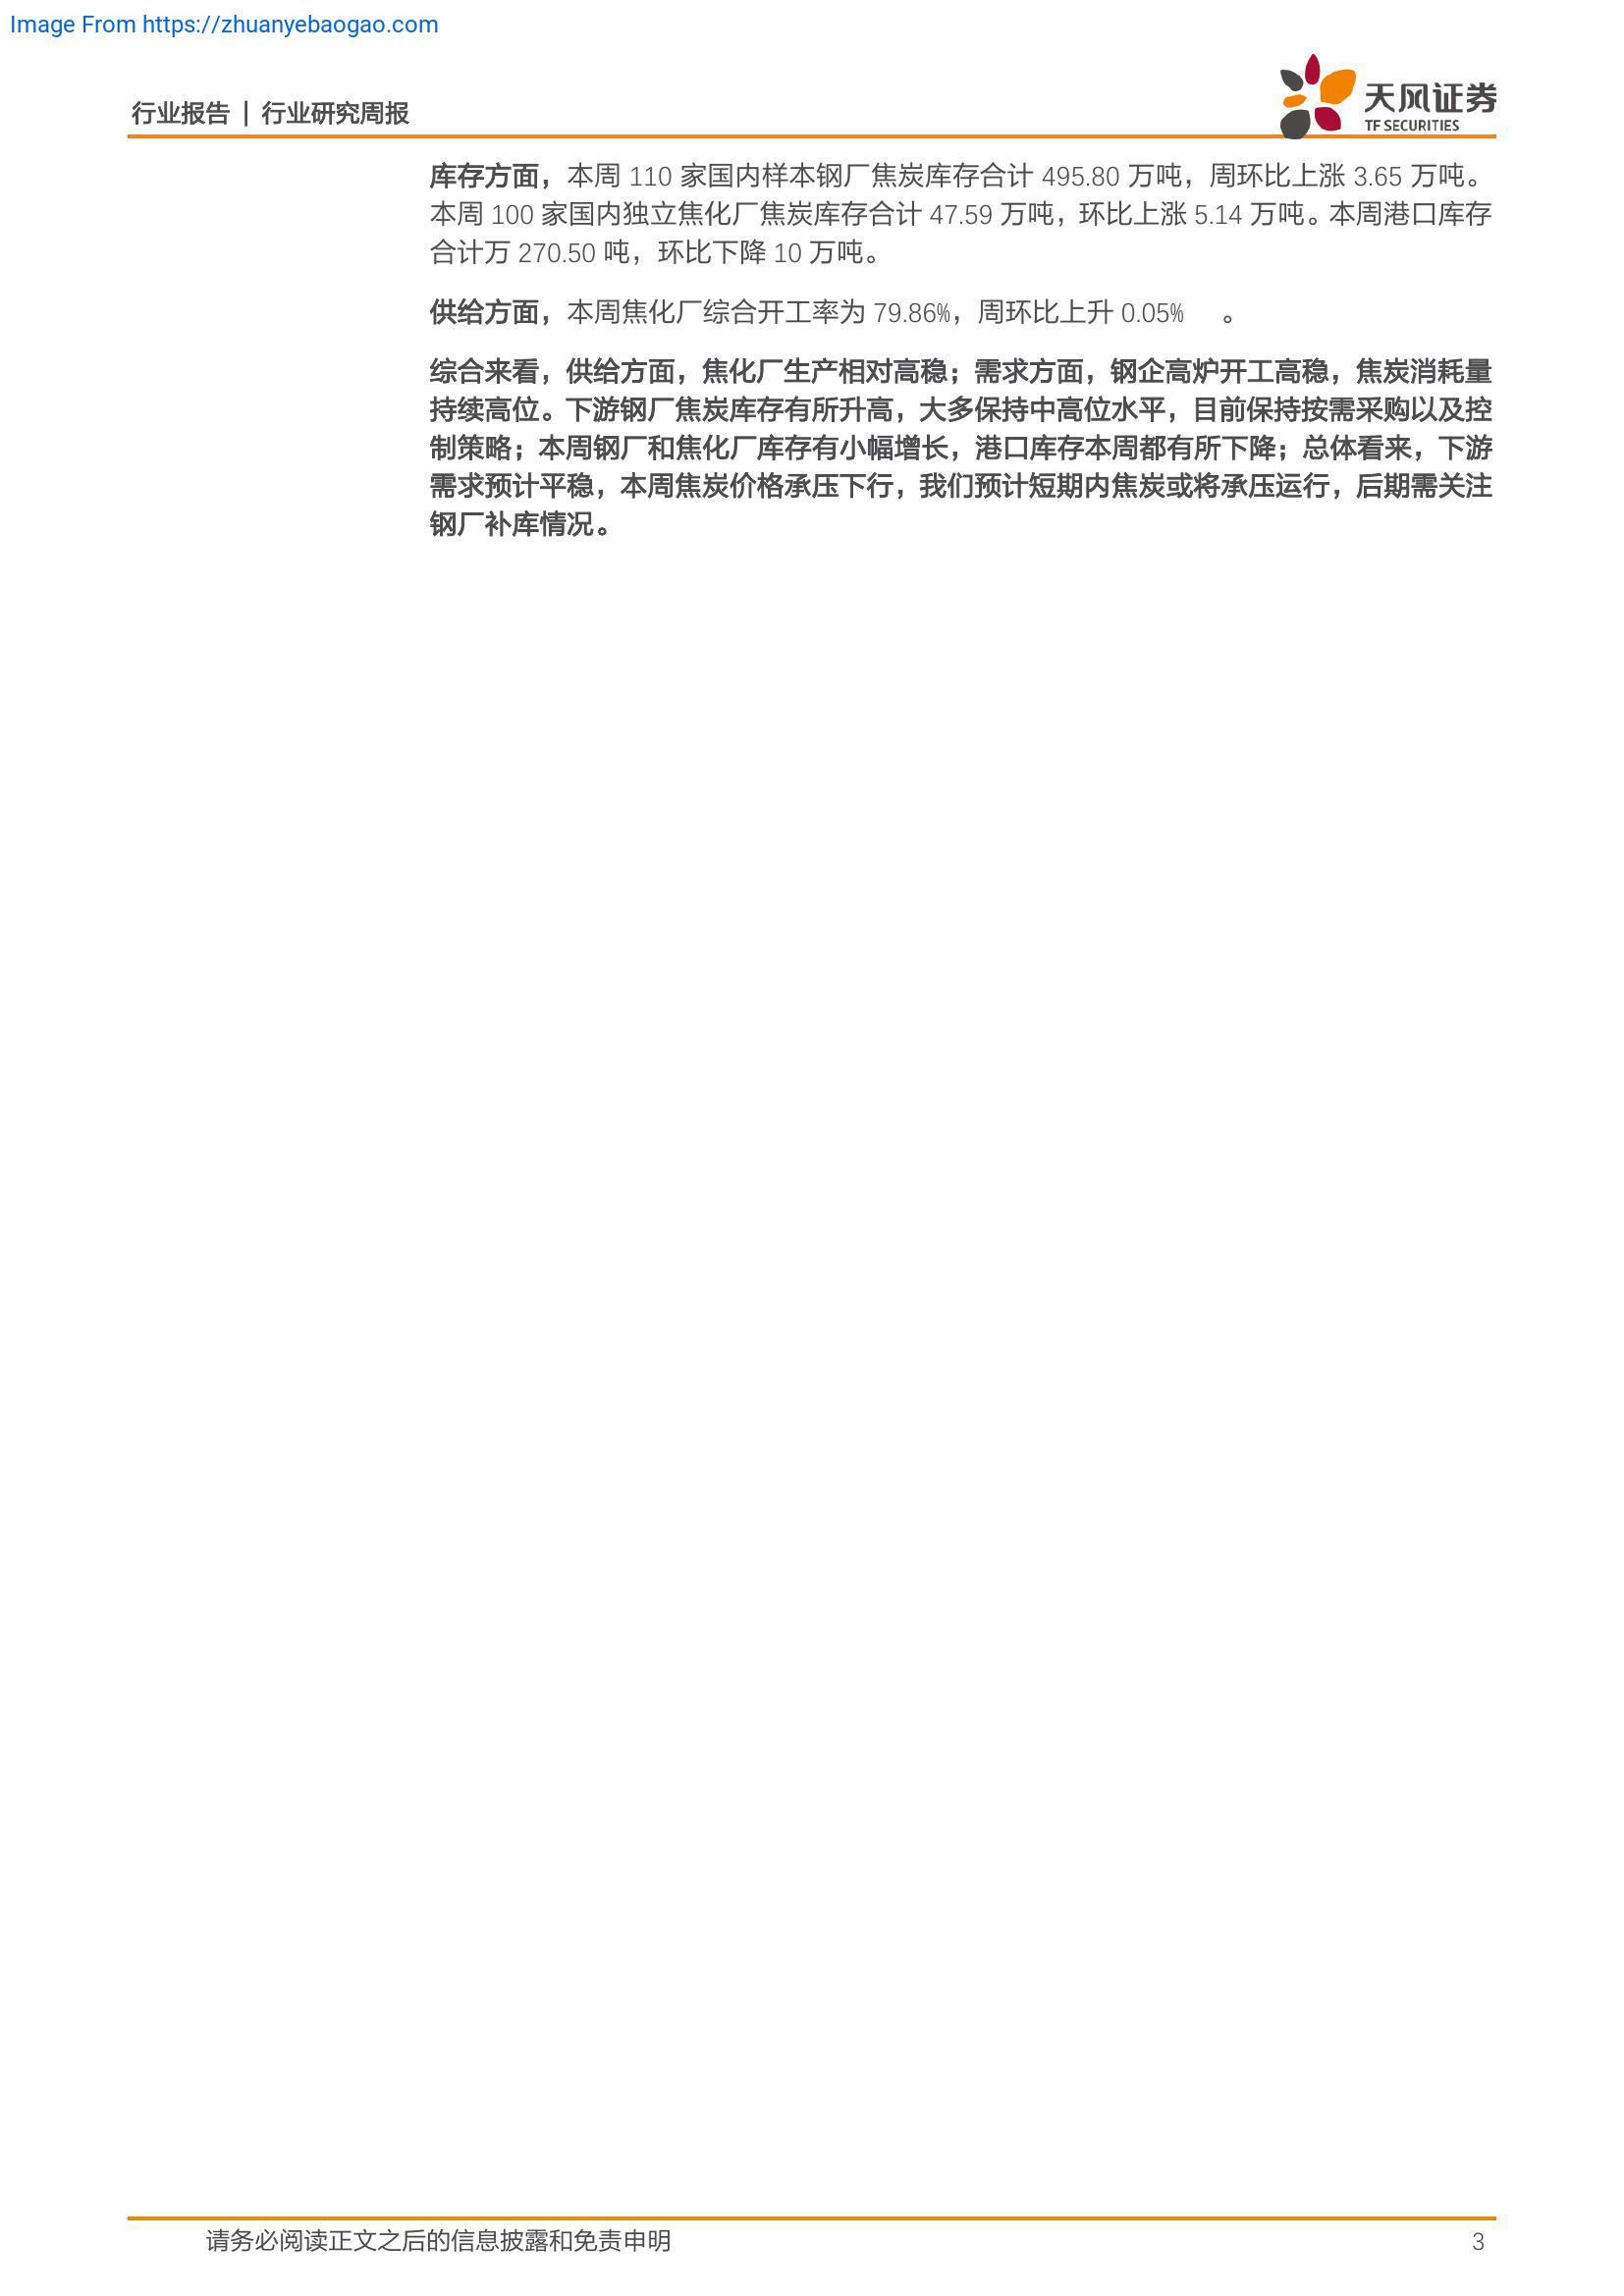 Image From https://zhuanyebaogao.com
行业报告 | 行业研究周报
天风证券
TF SECURITIES
库存方面，本周 110 家国内样本钢厂焦炭库存合计 495.80 万吨，周环比上涨 3.65 万吨。
本周 100 家国内独立焦化厂焦炭库存合计 47.59 万吨，环比上涨 5.14 万吨。本周港口库存
合计万 270.50 吨，环比下降 10 万吨。
供给方面，本周焦化厂综合开工率为 79.86%，周环比上升 0.05% 。
综合来看，供给方面，焦化厂生产相对高稳；需求方面，钢企高炉开工高稳，焦炭消耗量
持续高位。下游钢厂焦炭库存有所升高，大多保持中高位水平，目前保持按需采购以及控
制策略；本周钢厂和焦化厂库存有小幅增长，港口库存本周都有所下降；总体看来，下游
需求预计平稳，本周焦炭价格承压下行，我们预计短期内焦炭或将承压运行，后期需关注
钢厂补库情况。
请务必阅读正文之后的信息披露和免责申明
3